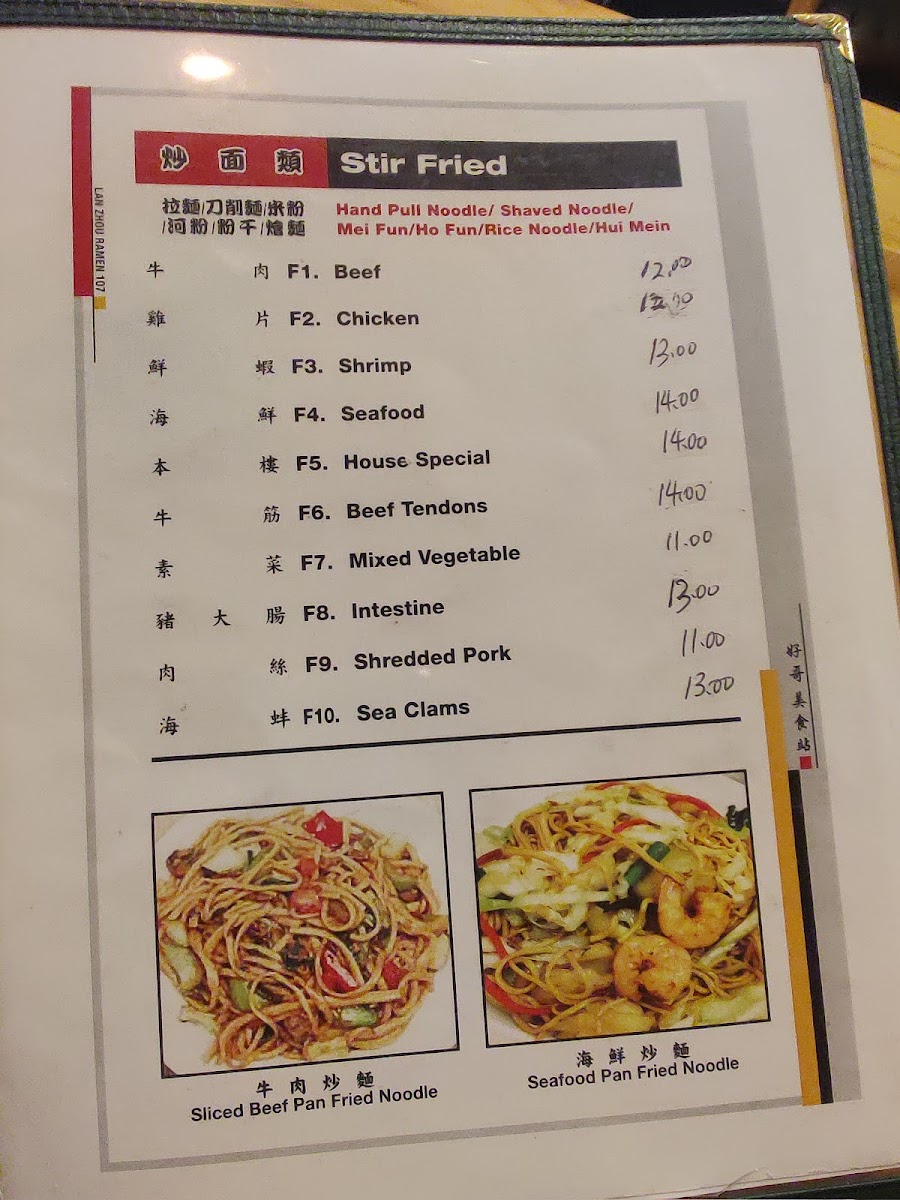 炒面類 Stir Fried
拉麵/刀削麵/米粉 Hand Pull Noodle/ Shaved Noodle/
/河粉/粉干/燴麵 Mei Fun/Ho Fun/Rice Noodle/Hui Mein
LAN ZHOU RAMEN 107
牛肉 F1. Beef 12.00
雞片 F2. Chicken
鮮蝦 F3. Shrimp 13.00
海鮮 F4. Seafood 14.00
本樓 F5. House Special 14.00
牛筋 F6. Beef Tendons 14.00
素菜 F7. Mixed Vegetable 11.00
豬大腸 F8. Intestine 13.00
肉絲 F9. Shredded Pork 11.00
海蚌 F10. Sea Clams 13.00
好哥美食站
牛肉炒麵
Sliced Beef Pan Fried Noodle
海鮮炒麵
Seafood Pan Fried Noodle